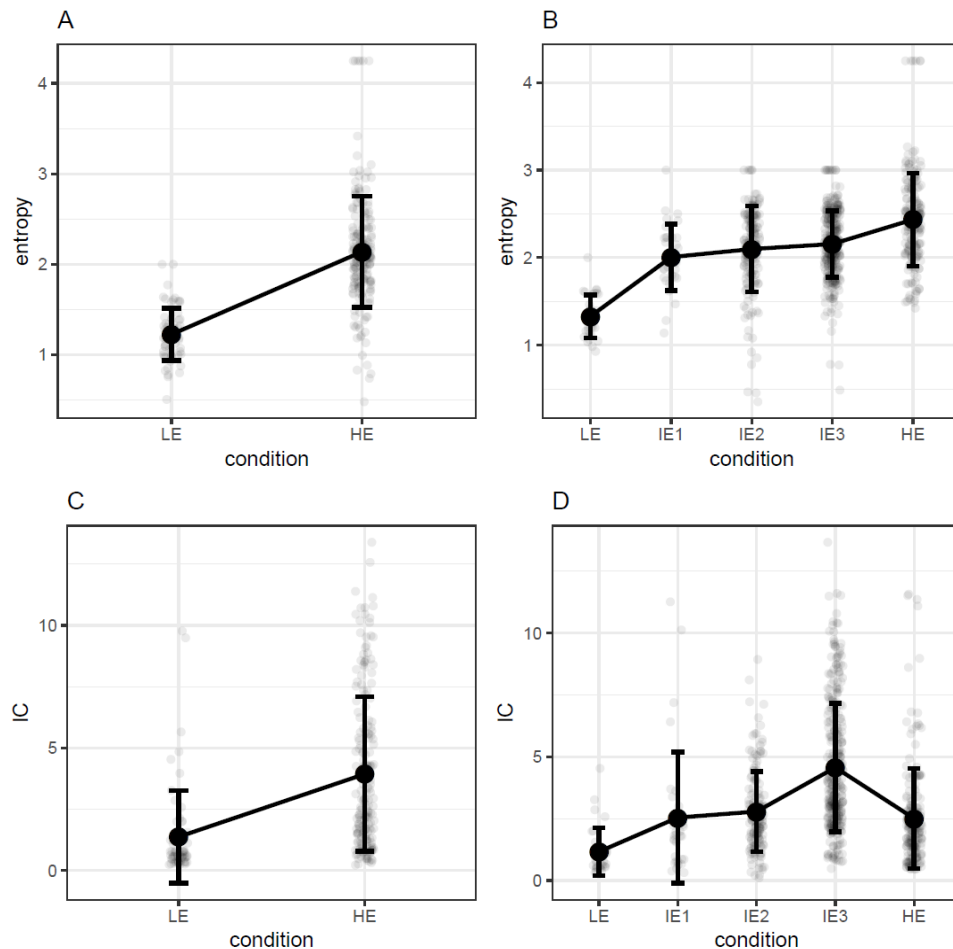 A
entropy
4
3
2
1
LE HE
condition
B
entropy
4
3
2
1
LE IE1 IE2 IE3 HE
condition
C
IC
10
5
0
LE HE
condition
D
IC
10
5
0
LE IE1 IE2 IE3 HE
condition